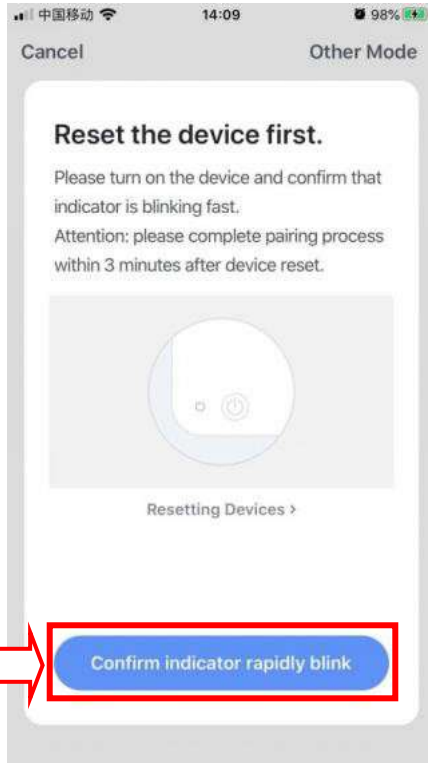 中国移动 14:09 98%
Cancel Other Mode
Reset the device first.
Please turn on the device and confirm that
indicator is blinking fast.
Attention: please complete pairing process
within 3 minutes after device reset.
Resetting Devices >
Confirm indicator rapidly blink